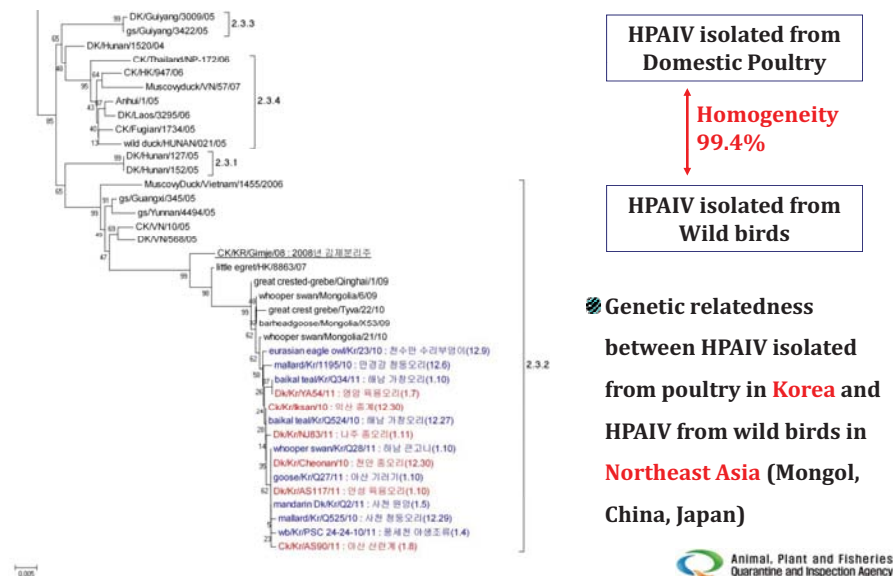 DK/Guiyang/3009/05
gs/Guiyang/3422/05
2.3.3
DK/Hunan/1520/04
CK/Thailand/NP-172/06
CK/HK/947/06
Muscovyduck/VN/57/07
Anhui/1/05
DK/Laos/3295/06
CK/Fugian/1734/05
wild duck/HUNAN/021/05
2.3.4
DK/Hunan/127/05
DK/Hunan/152/05
2.3.1
MuscovyDuck/Vietnam/1455/2006
gs/Guangxi/345/05
gs/Yunnan/4494/05
CK/VN/10/05
DK/VN/568/05
CK/KR/Gimje/08 : 2008년 김제분리주
little egret/HK/8863/07
great crested-grebe/Qinghai/1/09
whooper swan/Mongolia/6/09
great crest grebe/Tyva/22/10
barheadgoose/Mongolia/X53/09
whooper swan/Mongolia/21/10
eurasian eagle owl/Kr/23/10 : 천수만 수리부엉이(12.9)
mallard/Kr/1195/10 : 만경강 청둥오리(12.6)
baikal teal/Kr/Q34/11 : 해남 가창오리(1.10)
Dk/Kr/YA54/11 : 영암 육용오리(1.7)
Ck/Kr/Iksan/10 : 익산 종계(12.30)
baikal teal/Kr/Q524/10 : 해남 가창오리(12.27)
Dk/Kr/NJ83/11 : 나주 종오리(1.11)
whooper swan/Kr/Q28/11 : 해남 큰고니(1.10)
Dk/Kr/Cheonan/10 : 천안 종오리(12.30)
goose/Kr/Q27/11 : 아산 기러기(1.10)
Dk/Kr/AS117/11 : 안성 육용오리(1.10)
mandarin Dk/Kr/Q2/11 : 사천 원앙(1.5)
mallard/Kr/Q525/10 : 사천 청둥오리(12.29)
wb/Kr/PSC 24-24-10/11 : 풍세천 야생조류(1.4)
Ck/Kr/AS90/11 : 아산 산란계(1.8)
2.3.2
0.005
HPAIV isolated from
Domestic Poultry
Homogeneity
99.4%
HPAIV isolated from
Wild birds
Genetic relatedness
between HPAIV isolated
from poultry in Korea and
HPAIV from wild birds in
Northeast Asia (Mongol,
China, Japan)
Animal, Plant and Fisheries
Quarantine and Inspection Agency